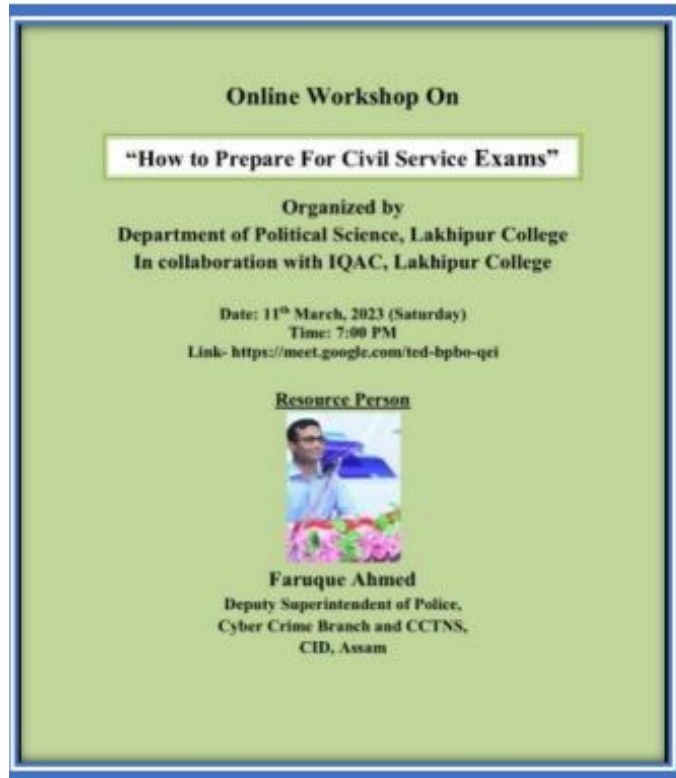 Online Workshop On
“How to Prepare For Civil Service Exams”
Organized by
Department of Political Science, Lakhipur College
In collaboration with IQAC, Lakhipur College
Date: 11th March, 2023 (Saturday)
Time: 7:00 PM
Link- https://meet.google.com/ted-bpbo-qei
Resource Person
Faruque Ahmed
Deputy Superintendent of Police,
Cyber Crime Branch and CCTNS,
CID, Assam